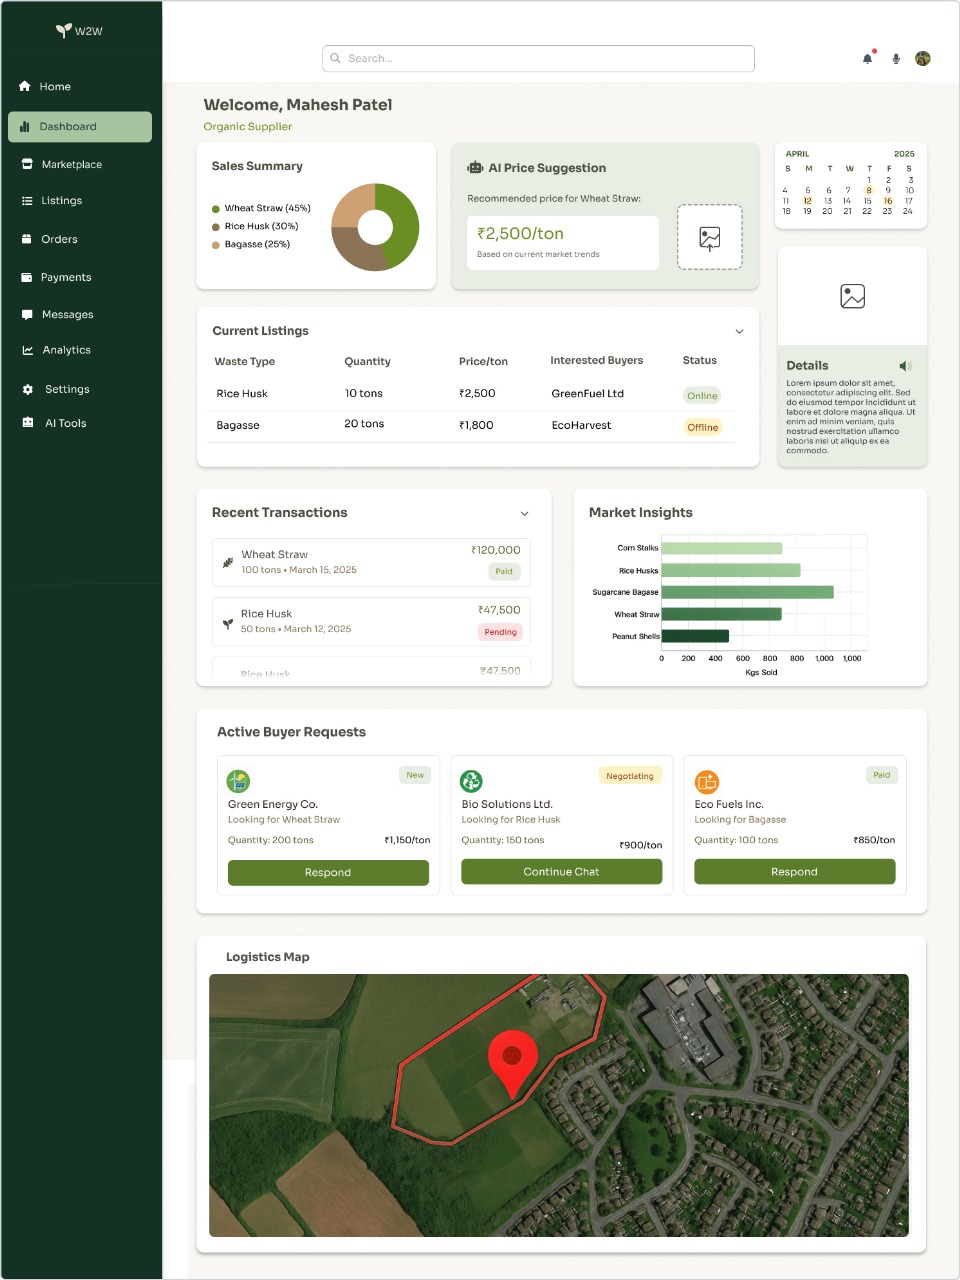 W2W
Search...
Home
Dashboard
Marketplace
Listings
Orders
Payments
Messages
Analytics
Settings
AI Tools
Welcome, Mahesh Patel
Organic Supplier
Sales Summary
Wheat Straw (45%)
Rice Husk (30%)
Bagasse (25%)
AI Price Suggestion
Recommended price for Wheat Straw:
₹2,500/ton
Based on current market trends
APRIL 2025
S M T W T F S
1 2 3
4 5 6 7 8 9 10
11 12 13 14 15 16 17
18 19 20 21 22 23 24
Details
Lorem ipsum dolor sit amet,
consectetur adipiscing elit. Sed
do eiusmod tempor incididunt ut
labore et dolore magna aliqua. Ut
enim ad minim veniam, quis
nostrud exercitation ullamco
laboris nisi ut aliquip ex ea
commodo.
Current Listings
Waste Type Quantity Price/ton Interested Buyers Status
Rice Husk 10 tons ₹2,500 GreenFuel Ltd Online
Bagasse 20 tons ₹1,800 EcoHarvest Offline
Recent Transactions
Wheat Straw ₹120,000
100 tons • March 15, 2025 Paid
Rice Husk ₹47,500
50 tons • March 12, 2025 Pending
Rice Husk ₹47,500
Market Insights
Corn Stalks
Rice Husks
Sugarcane Bagase
Wheat Straw
Peanut Shells
0 200 400 600 800 800 1,000 1,000
Kgs Sold
Active Buyer Requests
New
Green Energy Co.
Looking for Wheat Straw
Quantity: 200 tons ₹1,150/ton
Respond
Negotiating
Bio Solutions Ltd.
Looking for Rice Husk
Quantity: 150 tons ₹900/ton
Continue Chat
Paid
Eco Fuels Inc.
Looking for Bagasse
Quantity: 100 tons ₹850/ton
Respond
Logistics Map